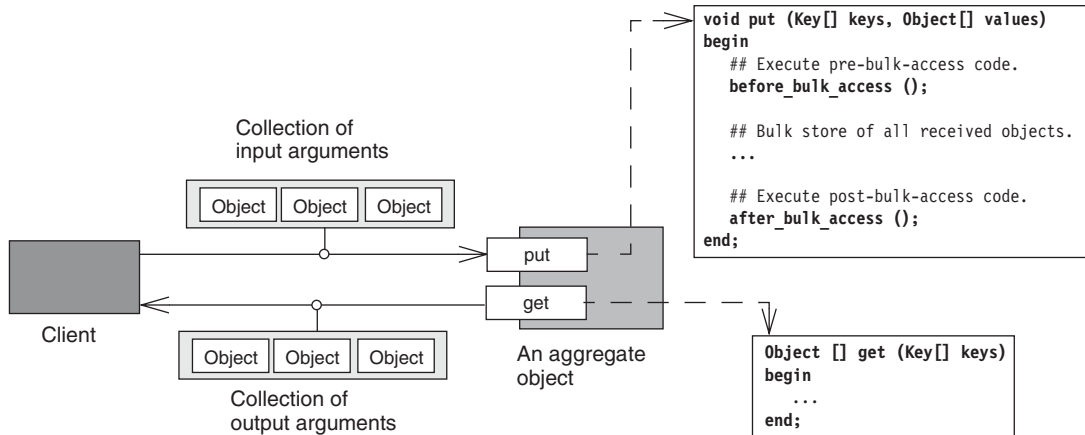 void put (Key[] keys, Object[] values)
begin
## Execute pre-bulk-access code.
before_bulk_access ();
## Bulk store of all received objects.
...
## Execute post-bulk-access code.
after_bulk_access ();
end;
Collection of
input arguments
Object Object Object
put
get
Client
Object Object Object
An aggregate
object
Collection of
output arguments
Object [] get (Key[] keys)
begin
...
end;